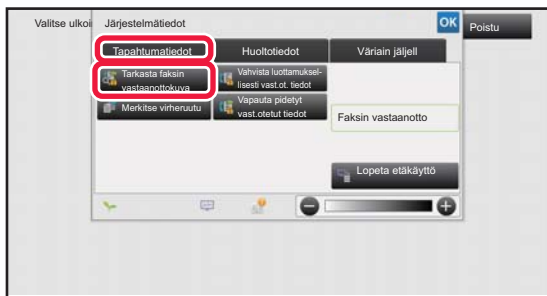 Valitse ulkoi
Järjestelmätiedot
OK
Poistu
Tapahtumatiedot
Huoltotiedot
Väriain jäljell
Tarkasta faksin
vastaanottokuva
Vahvista luottamuksel-
lisesti vast.ot. tiedot
Merkitse virheruutu
Vapauta pidetyt
vast.otetut tiedot
Faksin vastaanotto
Lopeta etäkäyttö